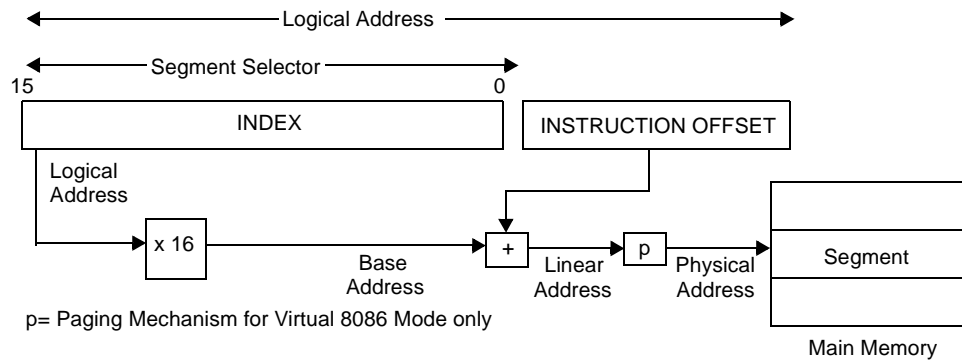 Logical Address
Segment Selector
15
0
INDEX
INSTRUCTION OFFSET
Logical
Address
x 16
+
p
Segment
Base
Address
Linear
Address
Physical
Address
p= Paging Mechanism for Virtual 8086 Mode only
Main Memory